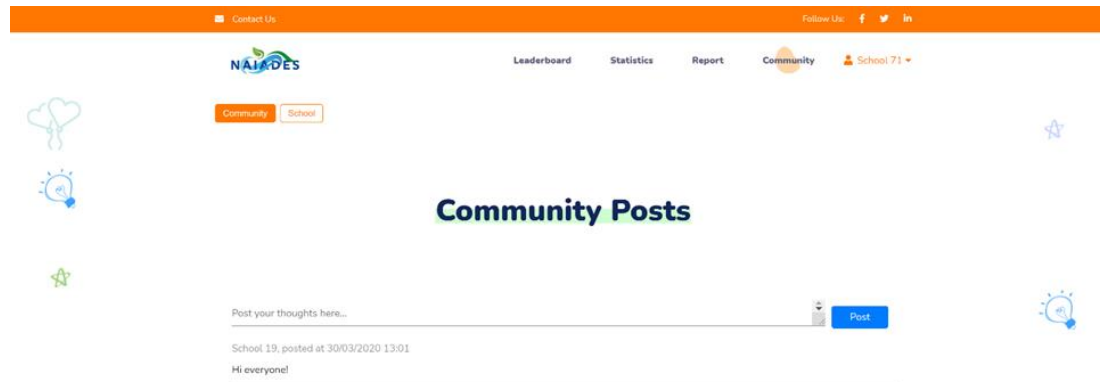 Contact Us
Follow Us:
NAIADES
Leaderboard Statistics Report Community School 71
Community School
Community Posts
Post your thoughts here...
Post
School 19, posted at 30/03/2020 13:01
Hi everyone!